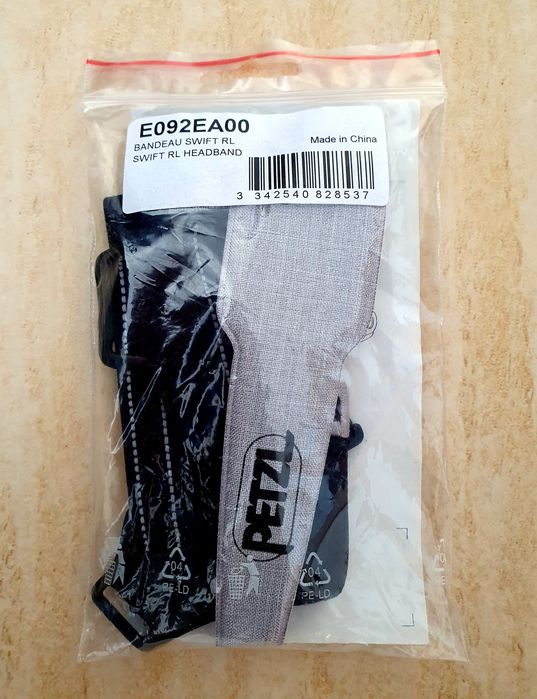 E092EA00
BANDEAU SWIFT RL
SWIFT RL HEADBAND
Made in China
3 342540 828537
PETZL
04
PE-LD
04
PE-LD